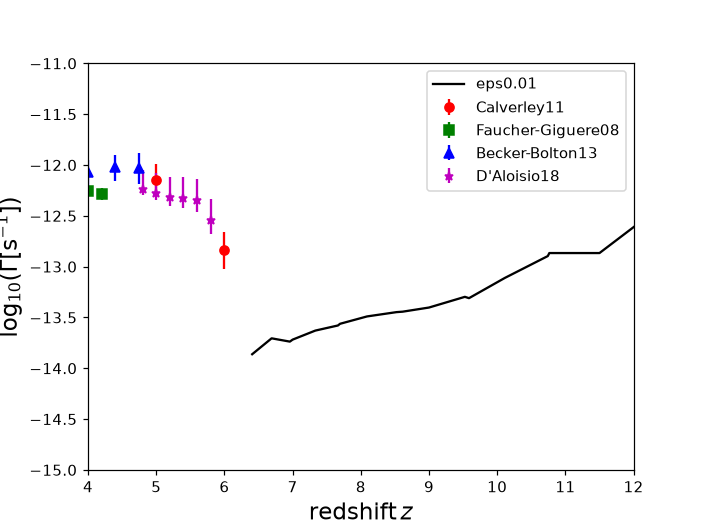 log₁₀(Γ[s⁻¹])
−11.0
−11.5
−12.0
−12.5
−13.0
−13.5
−14.0
−14.5
−15.0
eps0.01
Calverley11
Faucher-Giguere08
Becker-Bolton13
D'Aloisio18
4 5 6 7 8 9 10 11 12
redshift z